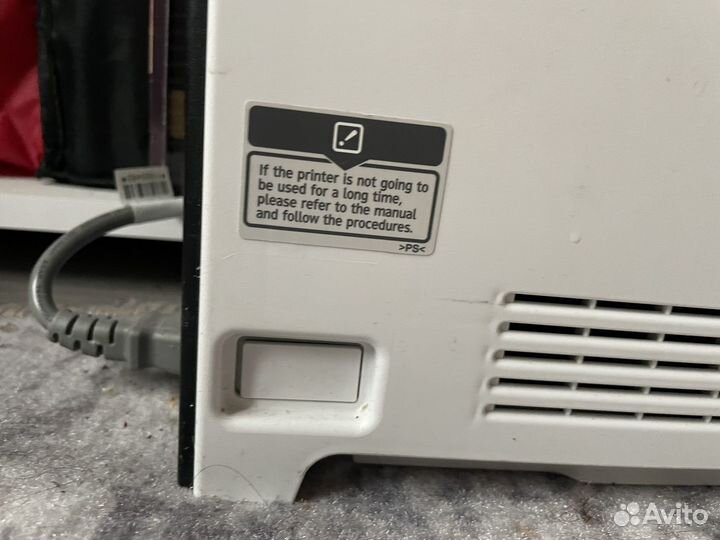 If the printer is not going to
be used for a long time,
please refer to the manual
and follow the procedures.
>PS<
Avito